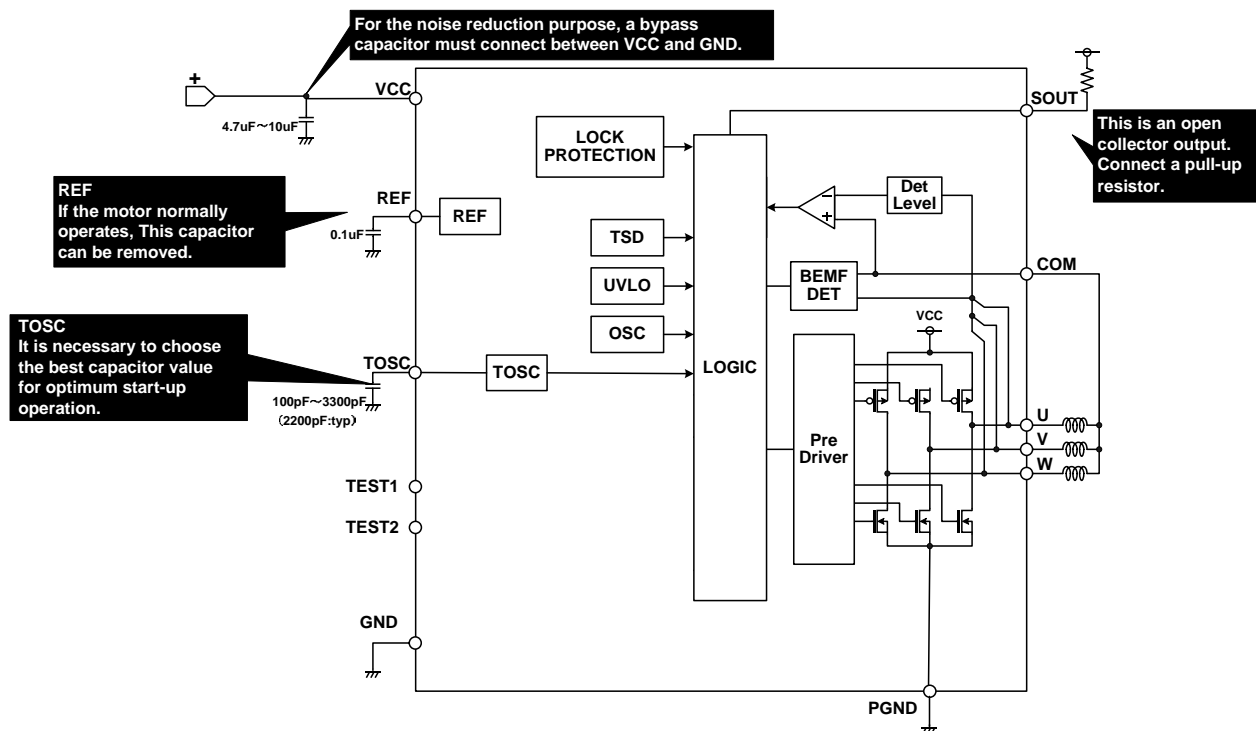 For the noise reduction purpose, a bypass
capacitor must connect between VCC and GND.
+
VCC
4.7uF～10uF
SOUT
This is an open
collector output.
Connect a pull-up
resistor.
LOCK
PROTECTION
REF
If the motor normally
operates, This capacitor
can be removed.
REF
0.1uF
REF
Det
Level
−
+
TSD
COM
BEMF
DET
UVLO
TOSC
It is necessary to choose
the best capacitor value
for optimum start-up
operation.
OSC
VCC
TOSC
TOSC
LOGIC
100pF～3300pF
（2200pF:typ)
U
V
W
Pre
Driver
TEST1
TEST2
GND
PGND